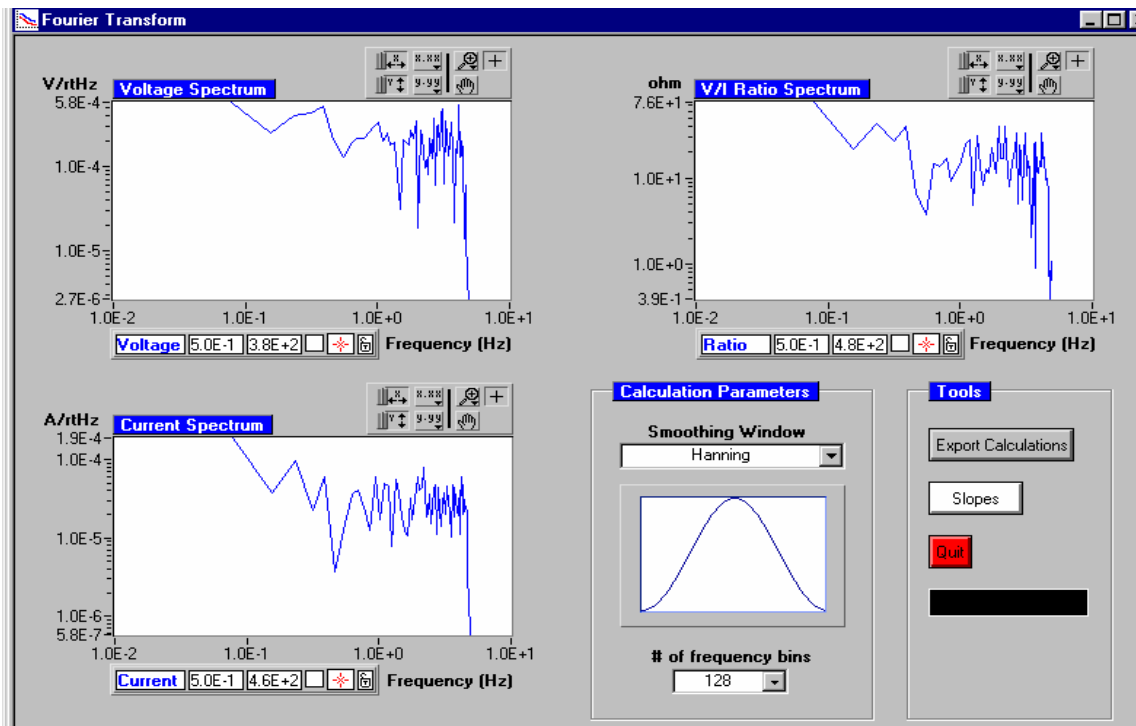 Fourier Transform
V/rtHz
Voltage Spectrum
X.XX
Y.YY
5.8E-4
1.0E-4
1.0E-5
2.7E-6
1.0E-2 1.0E-1 1.0E+0 1.0E+1
Voltage 5.0E-1 3.8E+2 Frequency (Hz)
ohm
V/I Ratio Spectrum
X.XX
Y.YY
7.6E+1
1.0E+1
1.0E+0
3.9E-1
1.0E-2 1.0E-1 1.0E+0 1.0E+1
Ratio 5.0E-1 4.8E+2 Frequency (Hz)
A/rtHz
Current Spectrum
X.XX
Y.YY
1.9E-4
1.0E-4
1.0E-5
1.0E-6
5.8E-7
1.0E-2 1.0E-1 1.0E+0 1.0E+1
Current 5.0E-1 4.6E+2 Frequency (Hz)
Calculation Parameters
Smoothing Window
Hanning
# of frequency bins
128
Tools
Export Calculations
Slopes
Quit